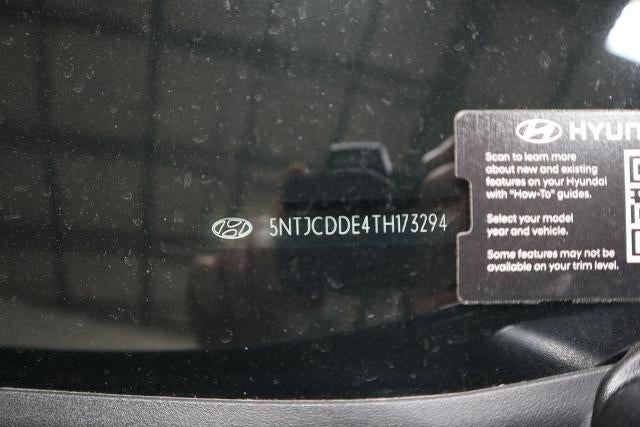 5NTJCDDE4TH173294
HYUN
Scan to learn more
about new and existing
features on your Hyundai
with "How-To" guides.
Select your model
year and vehicle.
Some features may not be
available on your trim level.